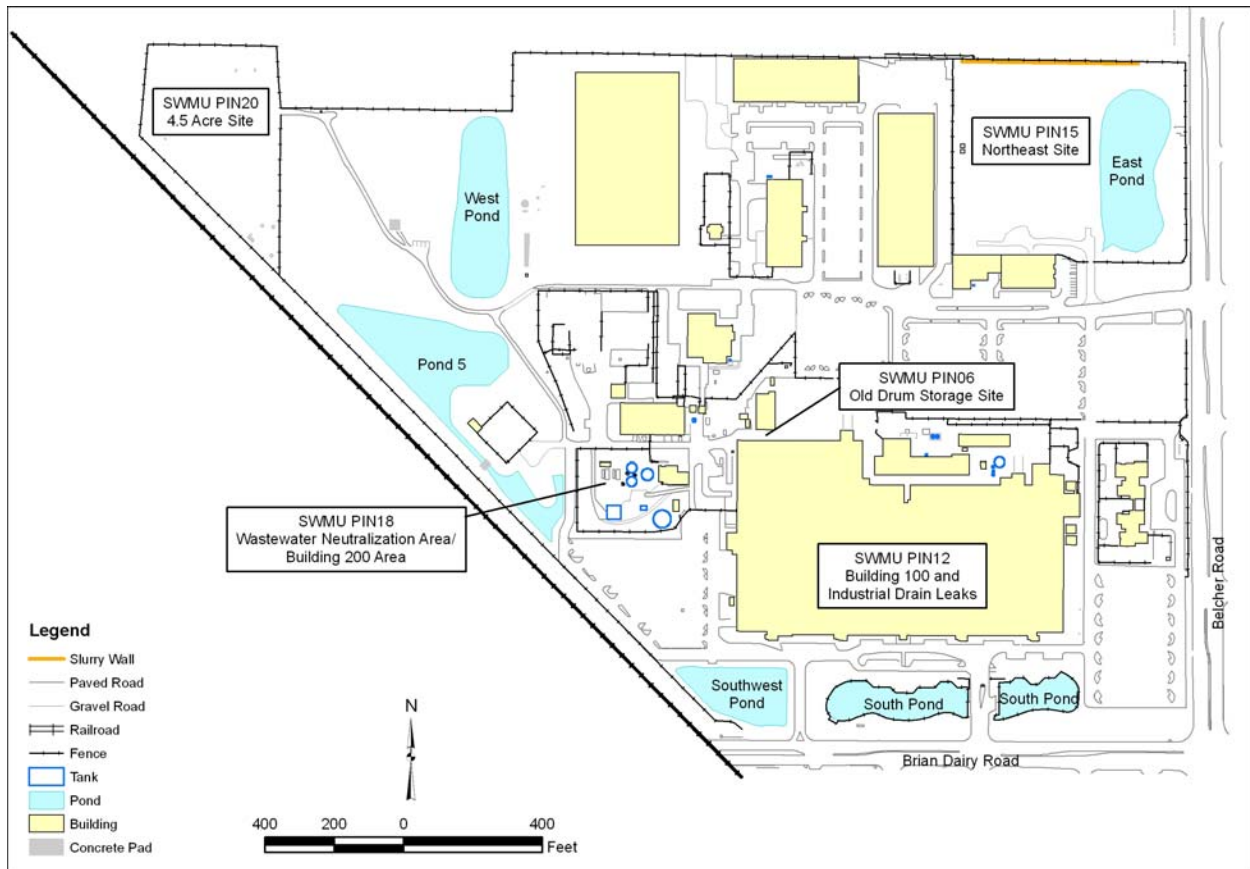 SWMU PIN20
4.5 Acre Site
SWMU PIN15
Northeast Site
East
Pond
West
Pond
Pond 5
SWMU PIN06
Old Drum Storage Site
SWMU PIN18
Wastewater Neutralization Area/
Building 200 Area
SWMU PIN12
Building 100 and
Industrial Drain Leaks
Belcher Road
Southwest
Pond
South Pond
South Pond
Brian Dairy Road
Legend
Slurry Wall
Paved Road
Gravel Road
Railroad
Fence
Tank
Pond
Building
Concrete Pad
N
400 200 0 400
Feet